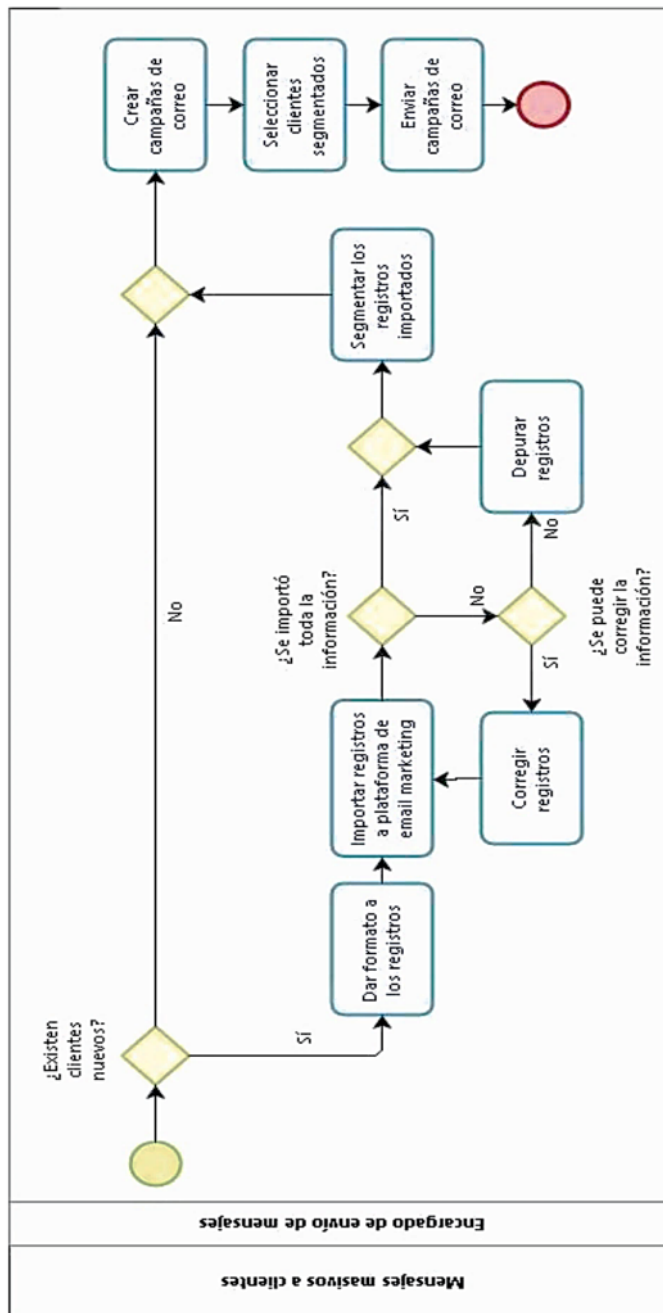 Mensajes masivos a clientes
Encargado de envío de mensajes
¿Existen
clientes
nuevos?
No
Sí
Dar formato a
los registros
Importar registros
a plataforma de
email marketing
¿Se importó
toda la
información?
Sí
No
¿Se puede
corregir la
información?
Sí
No
Corregir
registros
Depurar
registros
Segmentar los
registros
importados
Crear
campañas de
correo
Seleccionar
clientes
segmentados
Enviar
campañas de
correo